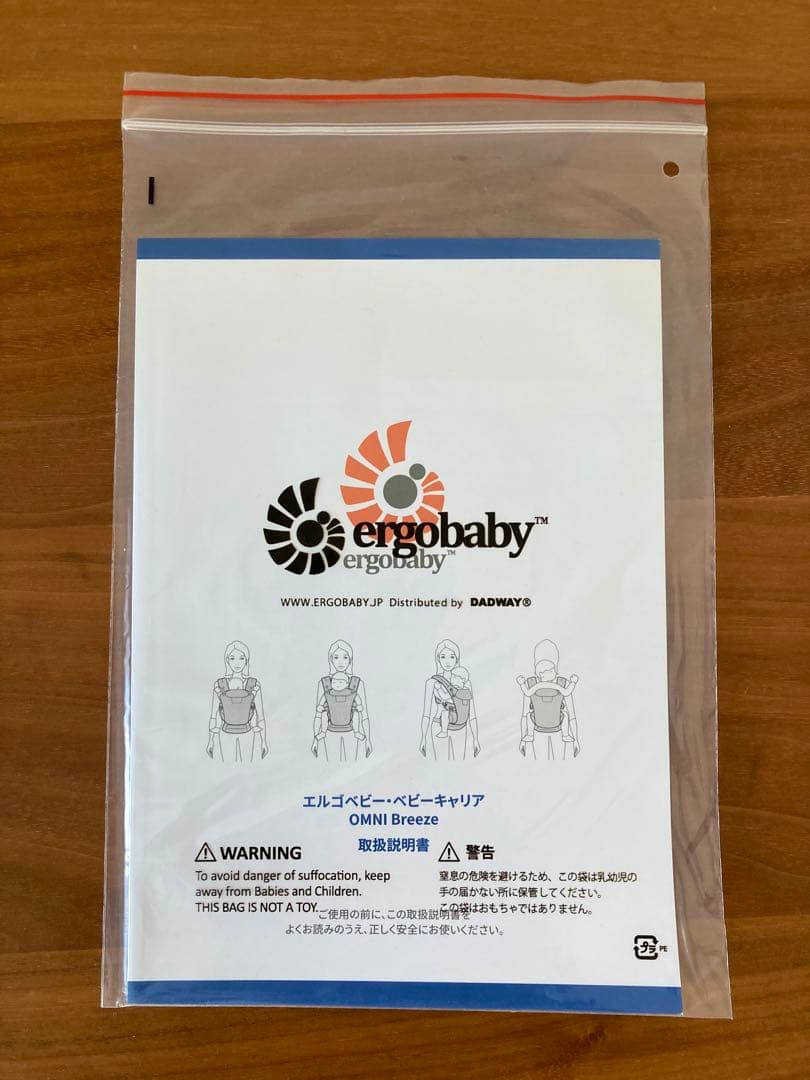 ergobaby™
ergobaby™
WWW.ERGOBABY.JP Distributed by DADWAY®
エルゴベビー・ベビーキャリア
OMNI Breeze
取扱説明書
WARNING
To avoid danger of suffocation, keep
away from Babies and Children.
THIS BAG IS NOT A TOY.
警告
窒息の危険を避けるため、この袋は乳幼児の
手の届かない所に保管してください。
この袋はおもちゃではありません。
ご使用の前に、この取扱説明書を
よくお読みのうえ、正しく安全にお使いください。
プラ PE